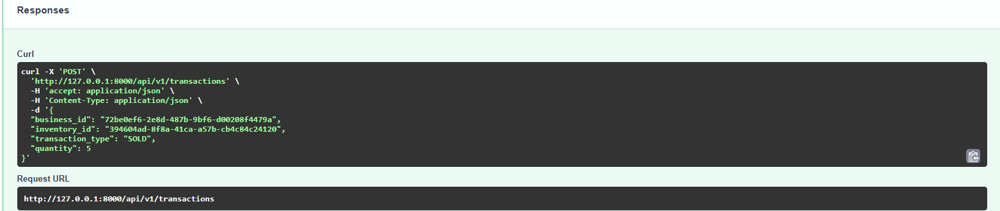 Responses
Curl
curl -X 'POST' \
  'http://127.0.0.1:8000/api/v1/transactions' \
  -H 'accept: application/json' \
  -H 'Content-Type: application/json' \
  -d '{
  "business_id": "72be0ef6-2e8d-487b-9bf6-d00208f4479a",
  "inventory_id": "394604ad-8f8a-41ca-a57b-cb4c84c24120",
  "transaction_type": "SOLD",
  "quantity": 5
}'
Request URL
http://127.0.0.1:8000/api/v1/transactions